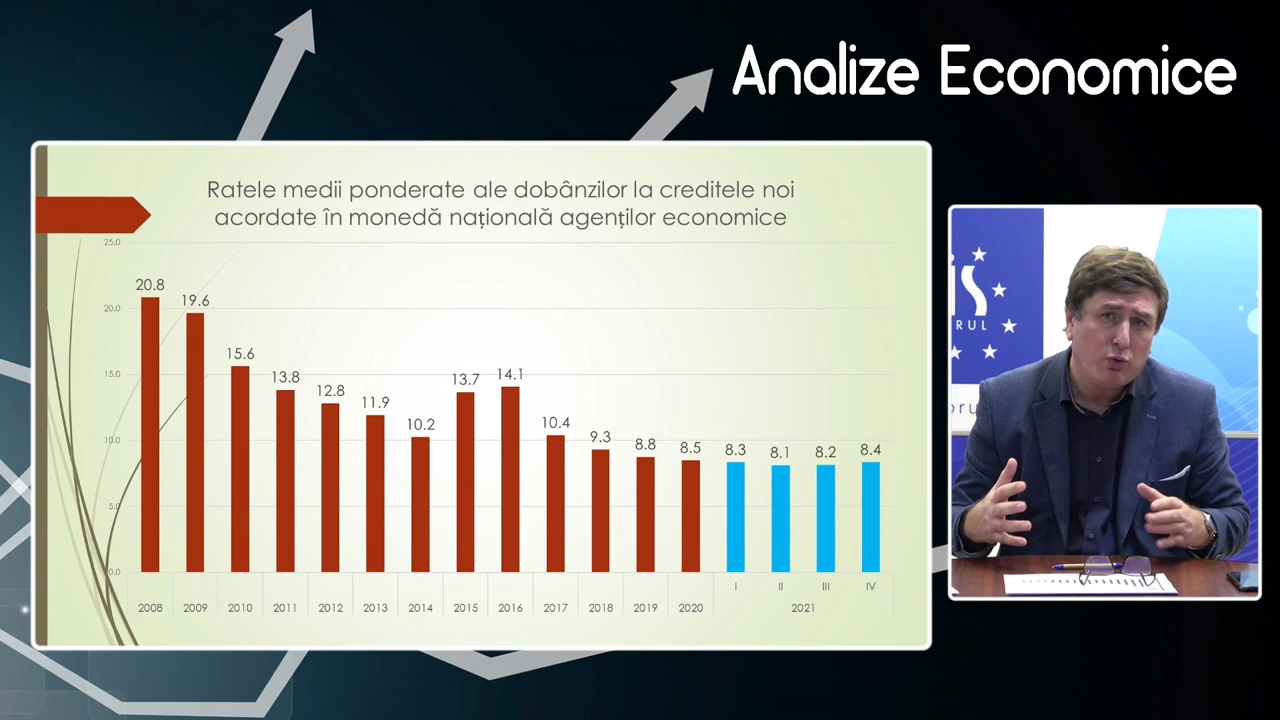 Analize Economice
Ratele medii ponderate ale dobânzilor la creditele noi
acordate în monedă națională agenților economice
25.0
20.0
15.0
10.0
5.0
0.0
20.8
19.6
15.6
13.8
12.8
11.9
10.2
13.7
14.1
10.4
9.3
8.8
8.5
8.3
8.1
8.2
8.4
I II III IV
2008 2009 2010 2011 2012 2013 2014 2015 2016 2017 2018 2019 2020 2021
is
RUL
oru